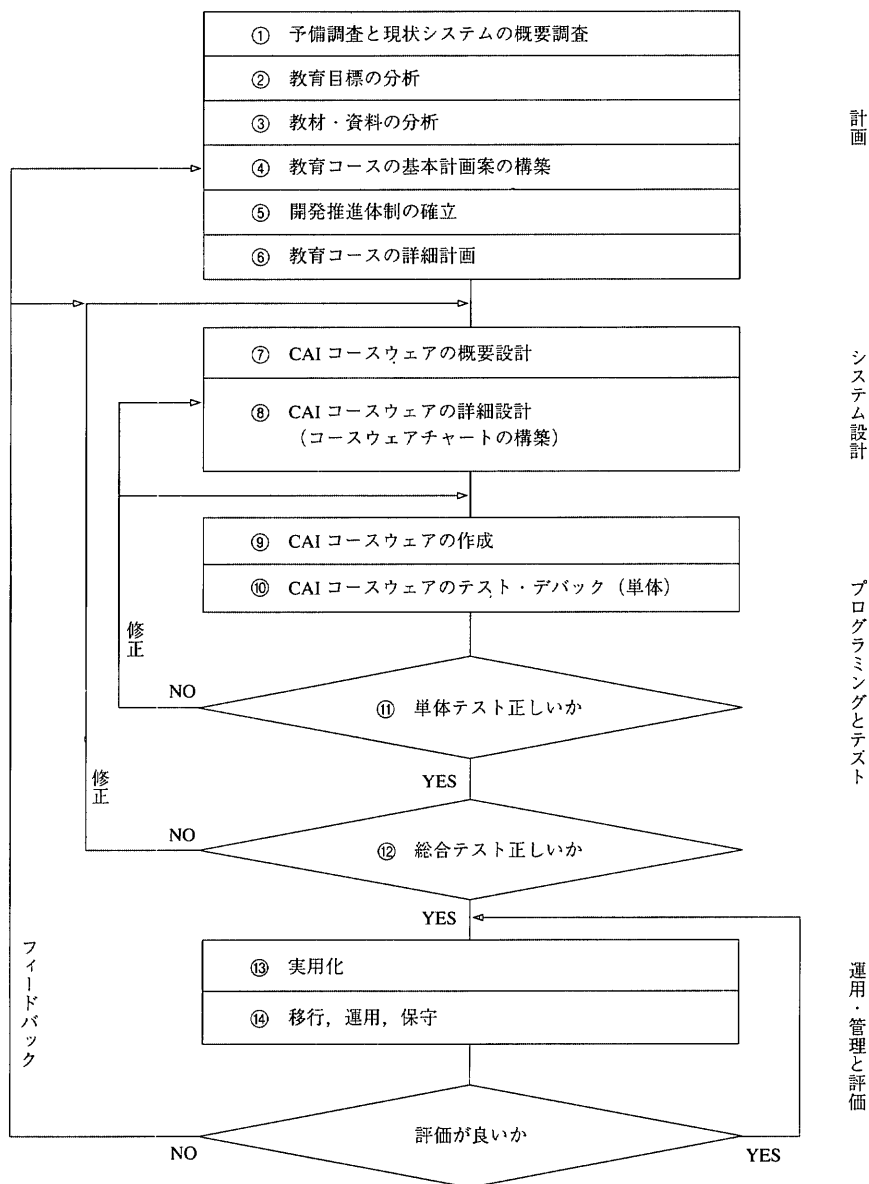 ① 予備調査と現状システムの概要調査
② 教育目標の分析
③ 教材・資料の分析
④ 教育コースの基本計画案の構築
⑤ 開発推進体制の確立
⑥ 教育コースの詳細計画
計画
⑦ CAI コースウェアの概要設計
⑧ CAI コースウェアの詳細設計
（コースウェアチャートの構築）
システム設計
⑨ CAI コースウェアの作成
⑩ CAI コースウェアのテスト・デバック（単体）
プログラミングとテスト
修正
NO
⑪ 単体テスト正しいか
YES
修正
NO
⑫ 総合テスト正しいか
YES
フィードバック
⑬ 実用化
⑭ 移行，運用，保守
運用・管理と評価
評価が良いか
NO
YES